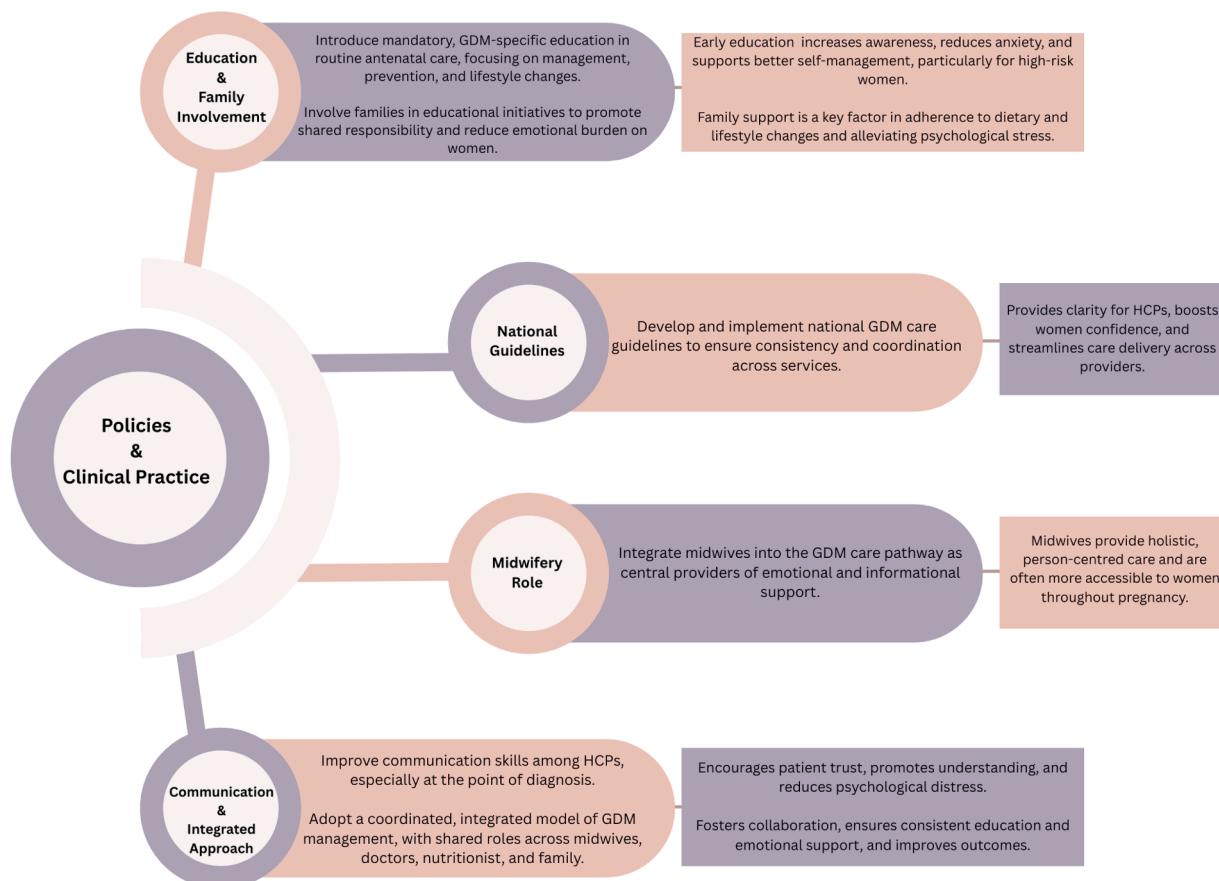 Education
&
Family
Involvement
Introduce mandatory, GDM-specific education in
routine antenatal care, focusing on management,
prevention, and lifestyle changes.
Involve families in educational initiatives to promote
shared responsibility and reduce emotional burden on
women.
Early education increases awareness, reduces anxiety, and
supports better self-management, particularly for high-risk
women.
Family support is a key factor in adherence to dietary and
lifestyle changes and alleviating psychological stress.
Policies
&
Clinical Practice
National
Guidelines
Develop and implement national GDM care
guidelines to ensure consistency and coordination
across services.
Provides clarity for HCPs, boosts
women confidence, and
streamlines care delivery across
providers.
Midwifery
Role
Integrate midwives into the GDM care pathway as
central providers of emotional and informational
support.
Midwives provide holistic,
person-centred care and are
often more accessible to women
throughout pregnancy.
Communication
&
Integrated
Approach
Improve communication skills among HCPs,
especially at the point of diagnosis.
Adopt a coordinated, integrated model of GDM
management, with shared roles across midwives,
doctors, nutritionist, and family.
Encourages patient trust, promotes understanding, and
reduces psychological distress.
Fosters collaboration, ensures consistent education and
emotional support, and improves outcomes.